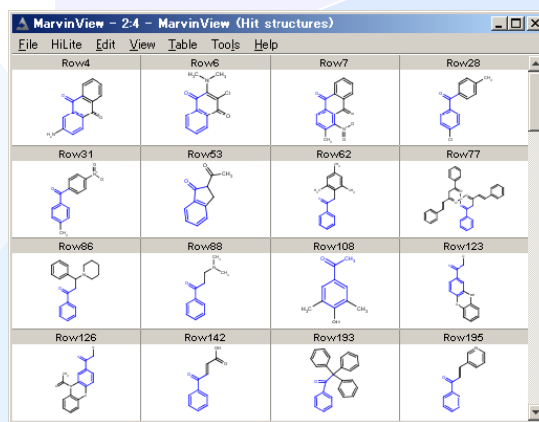 MarvinView - 2:4 - MarvinView (Hit structures)
File HiLite Edit View Table Tools Help
Row4 Row6 Row7 Row28
Row31 Row53 Row62 Row77
Row86 Row88 Row108 Row123
Row126 Row142 Row193 Row195